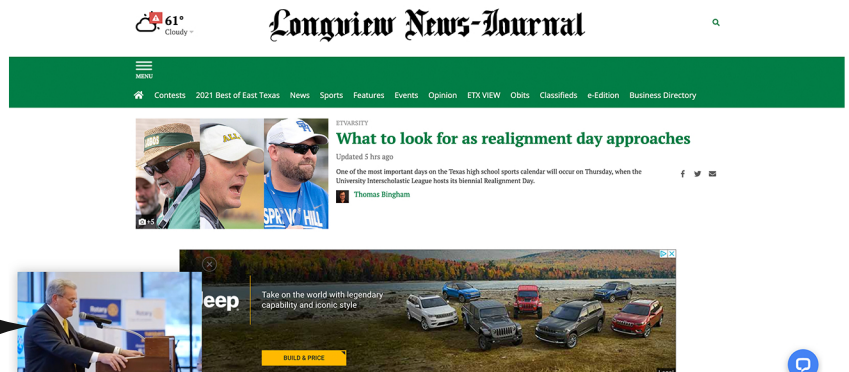 61°
Cloudy
Longview News-Journal
MENU
Contests 2021 Best of East Texas News Sports Features Events Opinion ETX VIEW Obits Classifieds e-Edition Business Directory
ETVARSITY
What to look for as realignment day approaches
Updated 5 hrs ago
One of the most important days on the Texas high school sports calendar will occur on Thursday, when the
University Interscholastic League hosts its biennial Realignment Day.
Thomas Bingham
+5
SPRING HILL
eep
Take on the world with legendary
capability and iconic style
BUILD & PRICE
Rotary